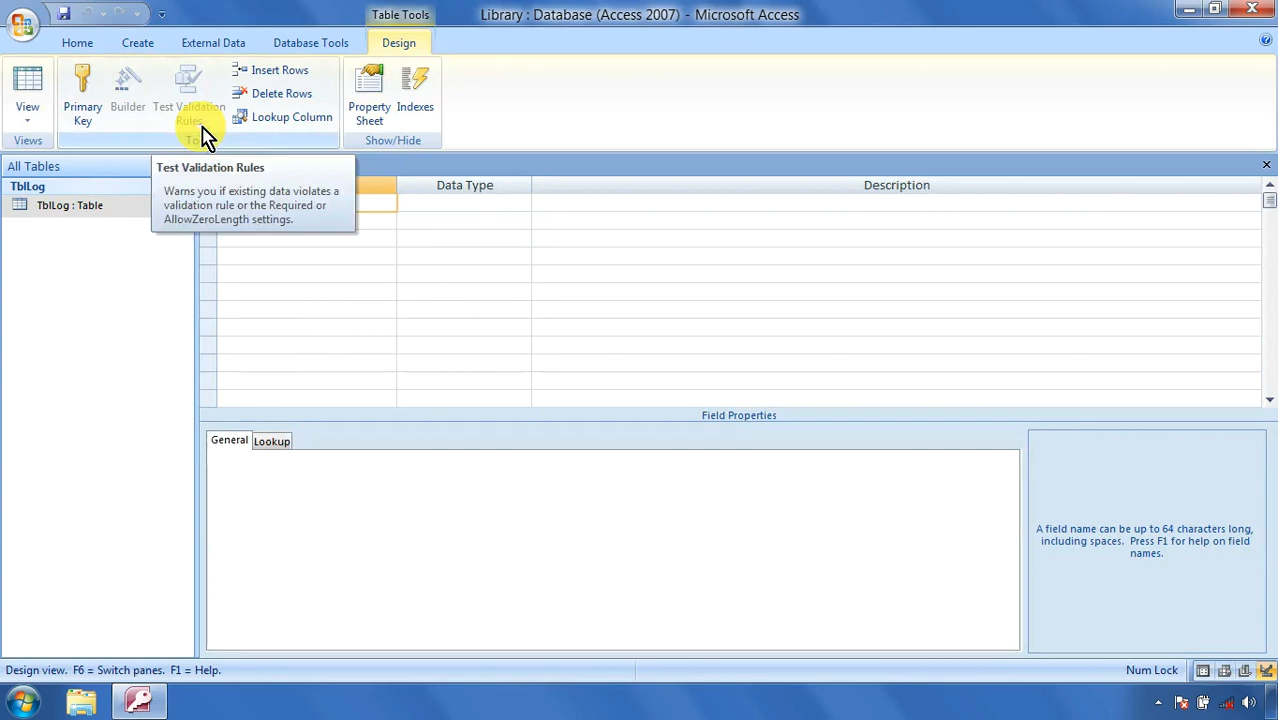 Table Tools
Library : Database (Access 2007) - Microsoft Access
Home
Create
External Data
Database Tools
Design
View
Primary
Key
Builder
Test Validation
Rules
Insert Rows
Delete Rows
Lookup Column
Property
Sheet
Indexes
Views
Show/Hide
All Tables
TblLog
TblLog : Table
Test Validation Rules
Warns you if existing data violates a
validation rule or the Required or
AllowZeroLength settings.
Data Type
Description
Field Properties
General
Lookup
A field name can be up to 64 characters long,
including spaces. Press F1 for help on field
names.
Design view. F6 = Switch panes. F1 = Help.
Num Lock